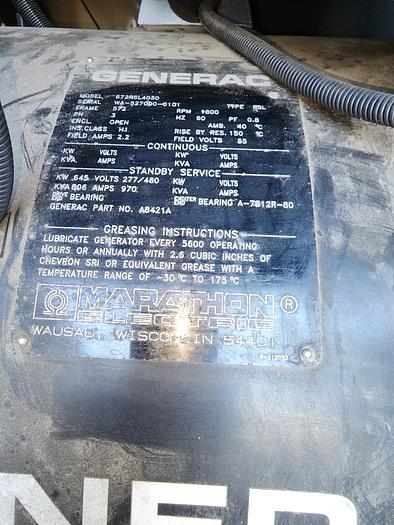 GENERAC
MODEL 572RSL4030
SERIAL WA-527000-0101 TYPE RSL
FRAME 572 RPM 1800
PH 3 HZ 60 PF 0.8
ENCL. OPEN AMB. 40 °C
INS.CLASS H1 RISE BY RES. 150 °C
FIELD AMPS 2.2 FIELD VOLTS 55
CONTINUOUS
KW VOLTS KW VOLTS
KVA AMPS KVA AMPS
STANDBY SERVICE
KW 645 VOLTS 277/480 KW VOLTS
KVA 806 AMPS 970 KVA AMPS
BEARING BEARING A-7612R-80
GENERAC PART NO. A8421A
GREASING INSTRUCTIONS
LUBRICATE GENERATOR EVERY 5600 OPERATING
HOURS OR ANNUALLY WITH 2.6 CUBIC INCHES OF
CHEVRON SRI OR EQUIVALENT GREASE WITH A
TEMPERATURE RANGE OF -30°C TO 175°C
MARATHON ®
ELECTRIC
WAUSAU, WISCONSIN 54401